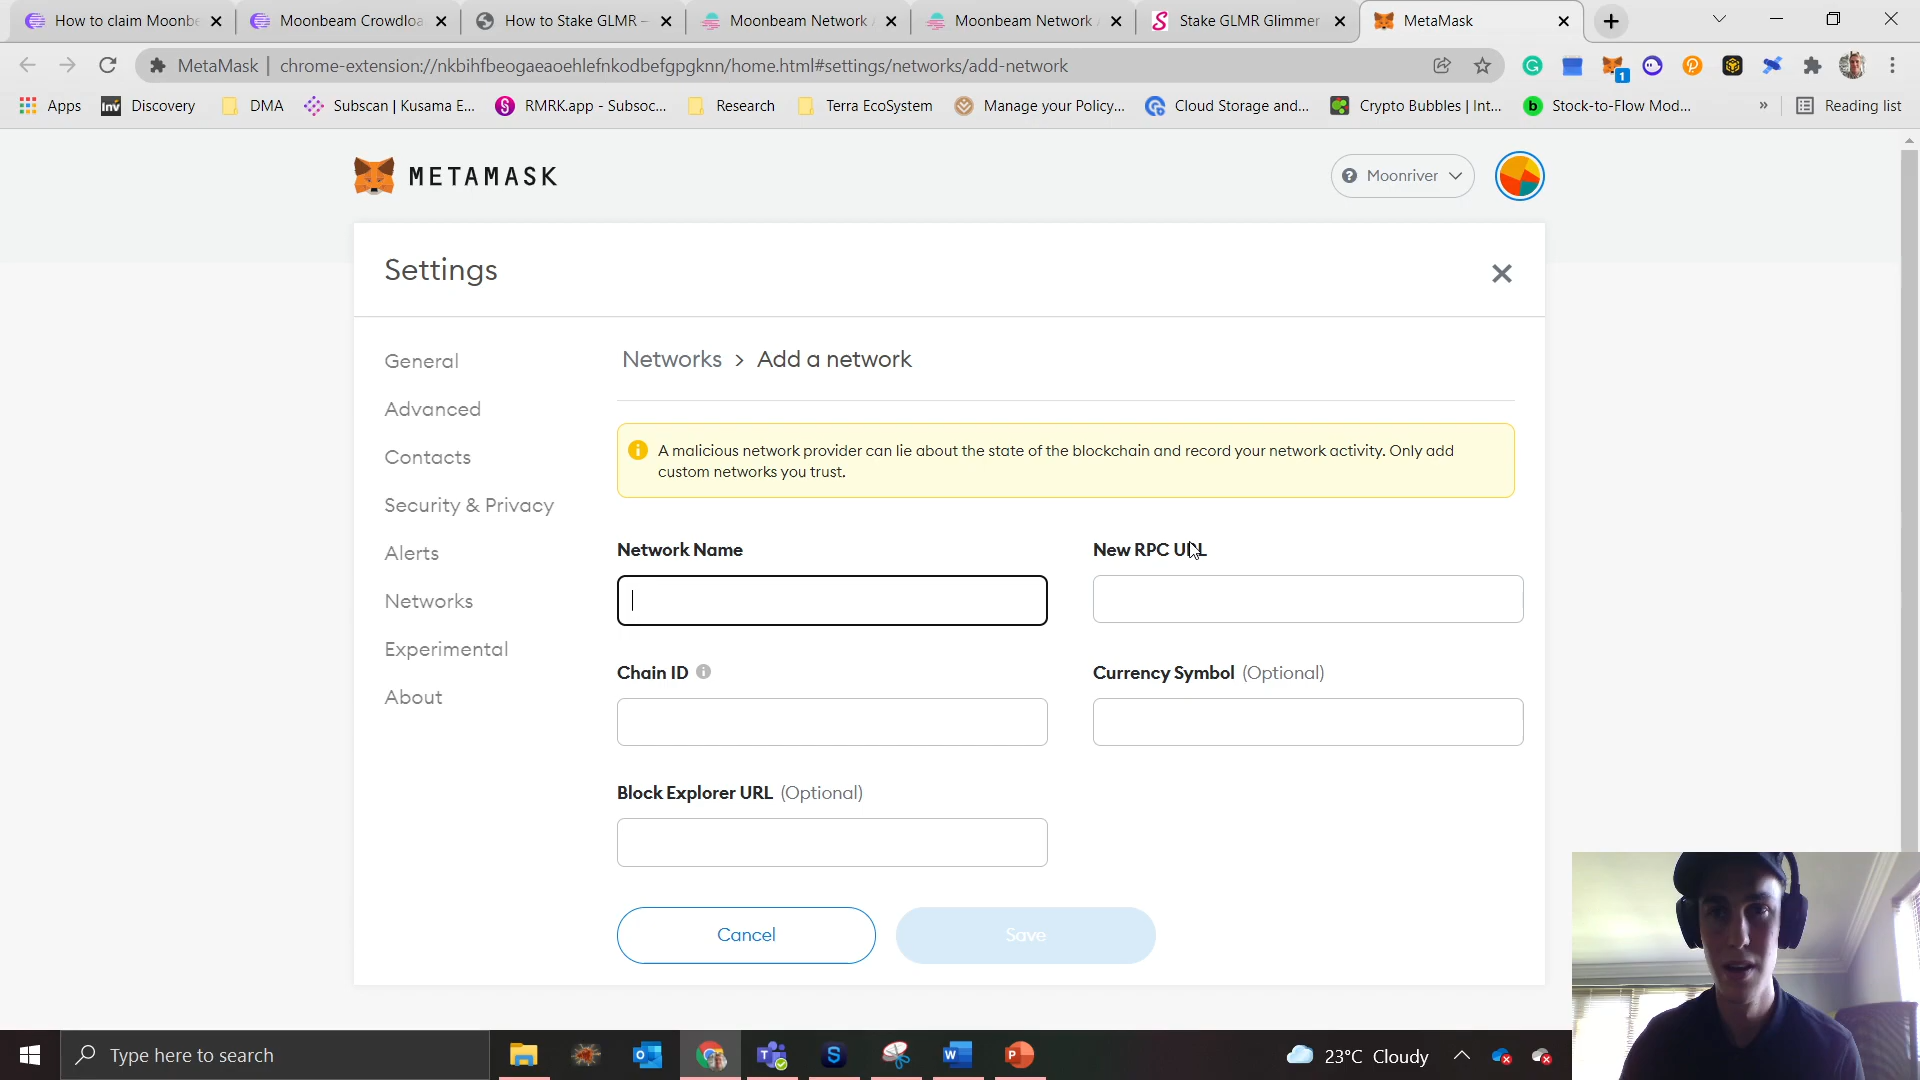 How to claim Moonbe
Moonbeam Crowdloa
How to Stake GLMR –
Moonbeam Network
Moonbeam Network
Stake GLMR Glimmer
MetaMask
MetaMask | chrome-extension://nkbihfbeogaeaoehlefnkodbefgpgknn/home.html#settings/networks/add-network
1
Apps
Inv Discovery
DMA
Subscan | Kusama E...
RMRK.app - Subsoc...
Research
Terra EcoSystem
Manage your Policy...
Cloud Storage and...
Crypto Bubbles | Int...
b Stock-to-Flow Mod...
»
Reading list
METAMASK
Moonriver
Settings
General
Advanced
Contacts
Security & Privacy
Alerts
Networks
Experimental
About
Networks > Add a network
A malicious network provider can lie about the state of the blockchain and record your network activity. Only add
custom networks you trust.
Network Name
New RPC URL
Chain ID
Currency Symbol (Optional)
Block Explorer URL (Optional)
Cancel
Save
Type here to search
23°C Cloudy